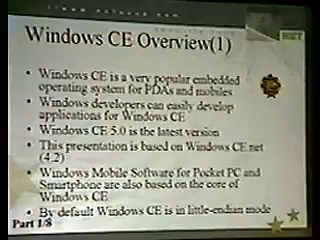 Windows CE Overview(1)
• Windows CE is a very popular embedded
operating system for PDAs and mobiles
• Windows developers can easily develop
applications for Windows CE
• Windows CE 5.0 is the latest version
• This presentation is based on Windows CE.net
(4.2)
• Windows Mobile Software for Pocket PC and
Smartphone are also based on the core of
Windows CE
• By default Windows CE is in little-endian mode
Part 1/8